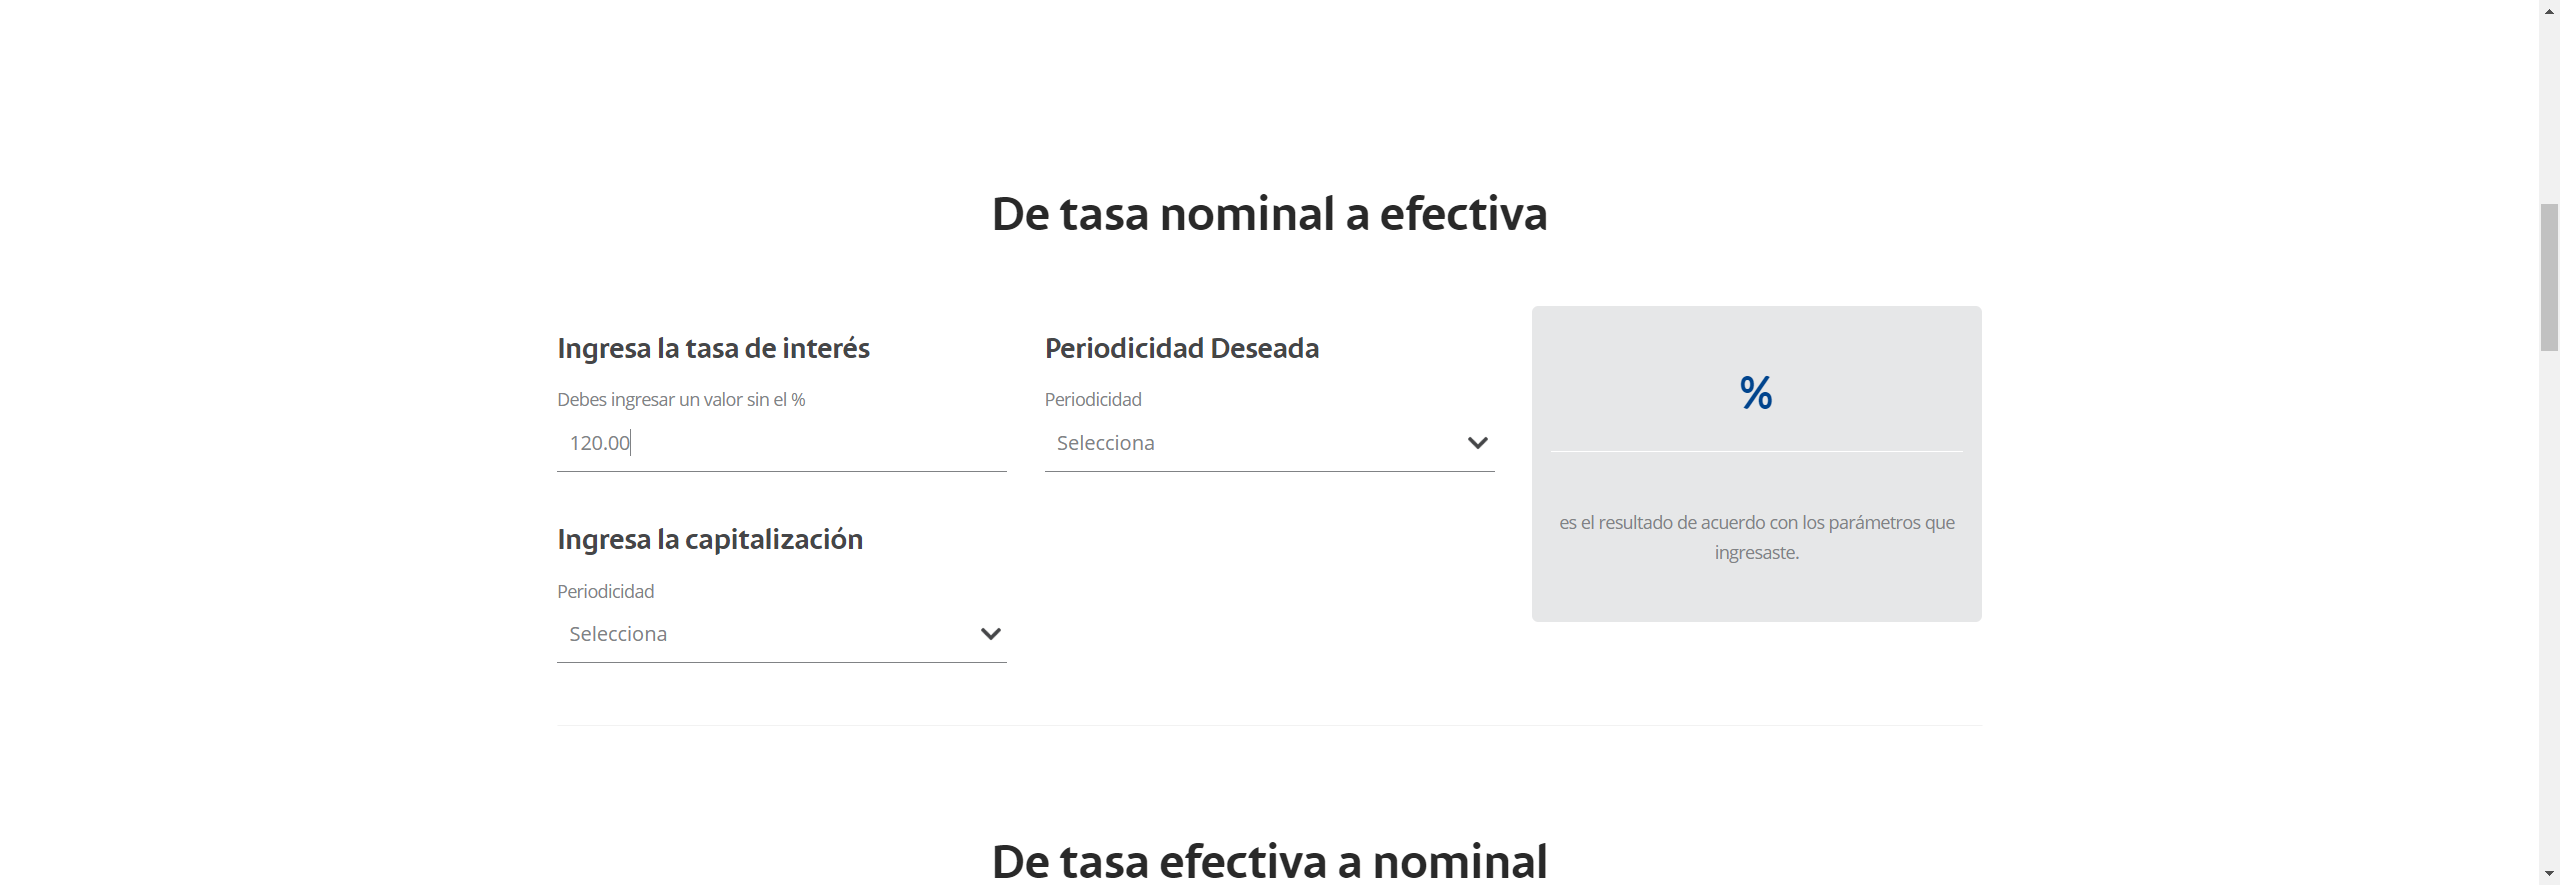 De tasa nominal a efectiva
Ingresa la tasa de interés
Debes ingresar un valor sin el %
120.00
Periodicidad Deseada
Periodicidad
Selecciona
Ingresa la capitalización
Periodicidad
Selecciona
%
es el resultado de acuerdo con los parámetros que
ingresaste.
De tasa efectiva a nominal